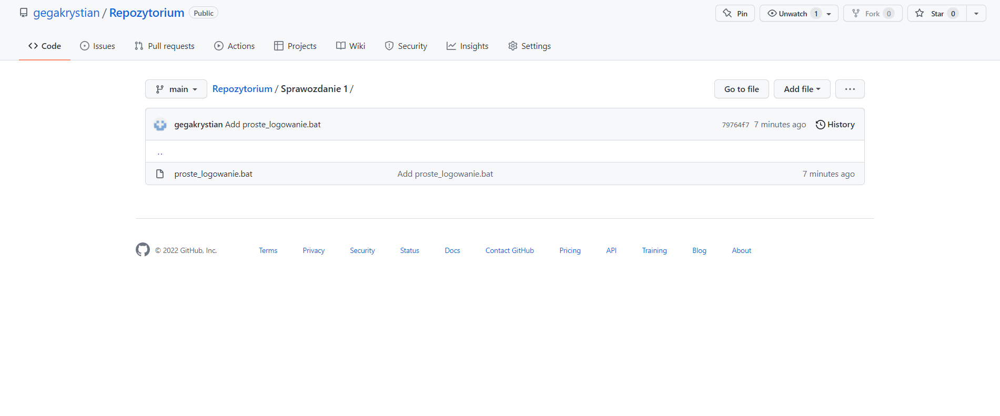 gegakrystian / Repozytorium Public Pin Unwatch 1 Fork 0 Star 0
Code Issues Pull requests Actions Projects Wiki Security Insights Settings
main Repozytorium / Sprawozdanie 1 / Go to file Add file ...
gegakrystian Add proste_logowanie.bat 79764f7 7 minutes ago History
..
proste_logowanie.bat Add proste_logowanie.bat 7 minutes ago
© 2022 GitHub, Inc. Terms Privacy Security Status Docs Contact GitHub Pricing API Training Blog About